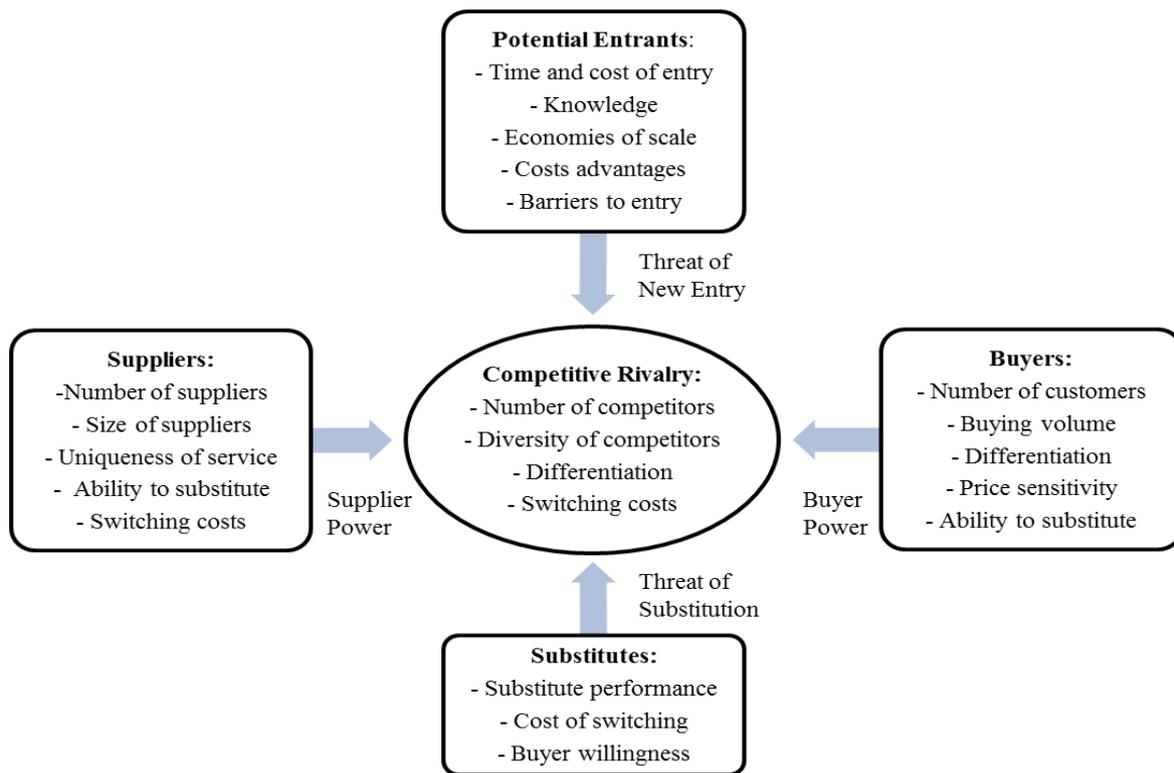 Potential Entrants:
- Time and cost of entry
- Knowledge
- Economies of scale
- Costs advantages
- Barriers to entry
Threat of
New Entry
Suppliers:
-Number of suppliers
- Size of suppliers
- Uniqueness of service
- Ability to substitute
- Switching costs
Supplier
Power
Competitive Rivalry:
- Number of competitors
- Diversity of competitors
- Differentiation
- Switching costs
Buyers:
- Number of customers
- Buying volume
- Differentiation
- Price sensitivity
- Ability to substitute
Buyer
Power
Threat of
Substitution
Substitutes:
- Substitute performance
- Cost of switching
- Buyer willingness